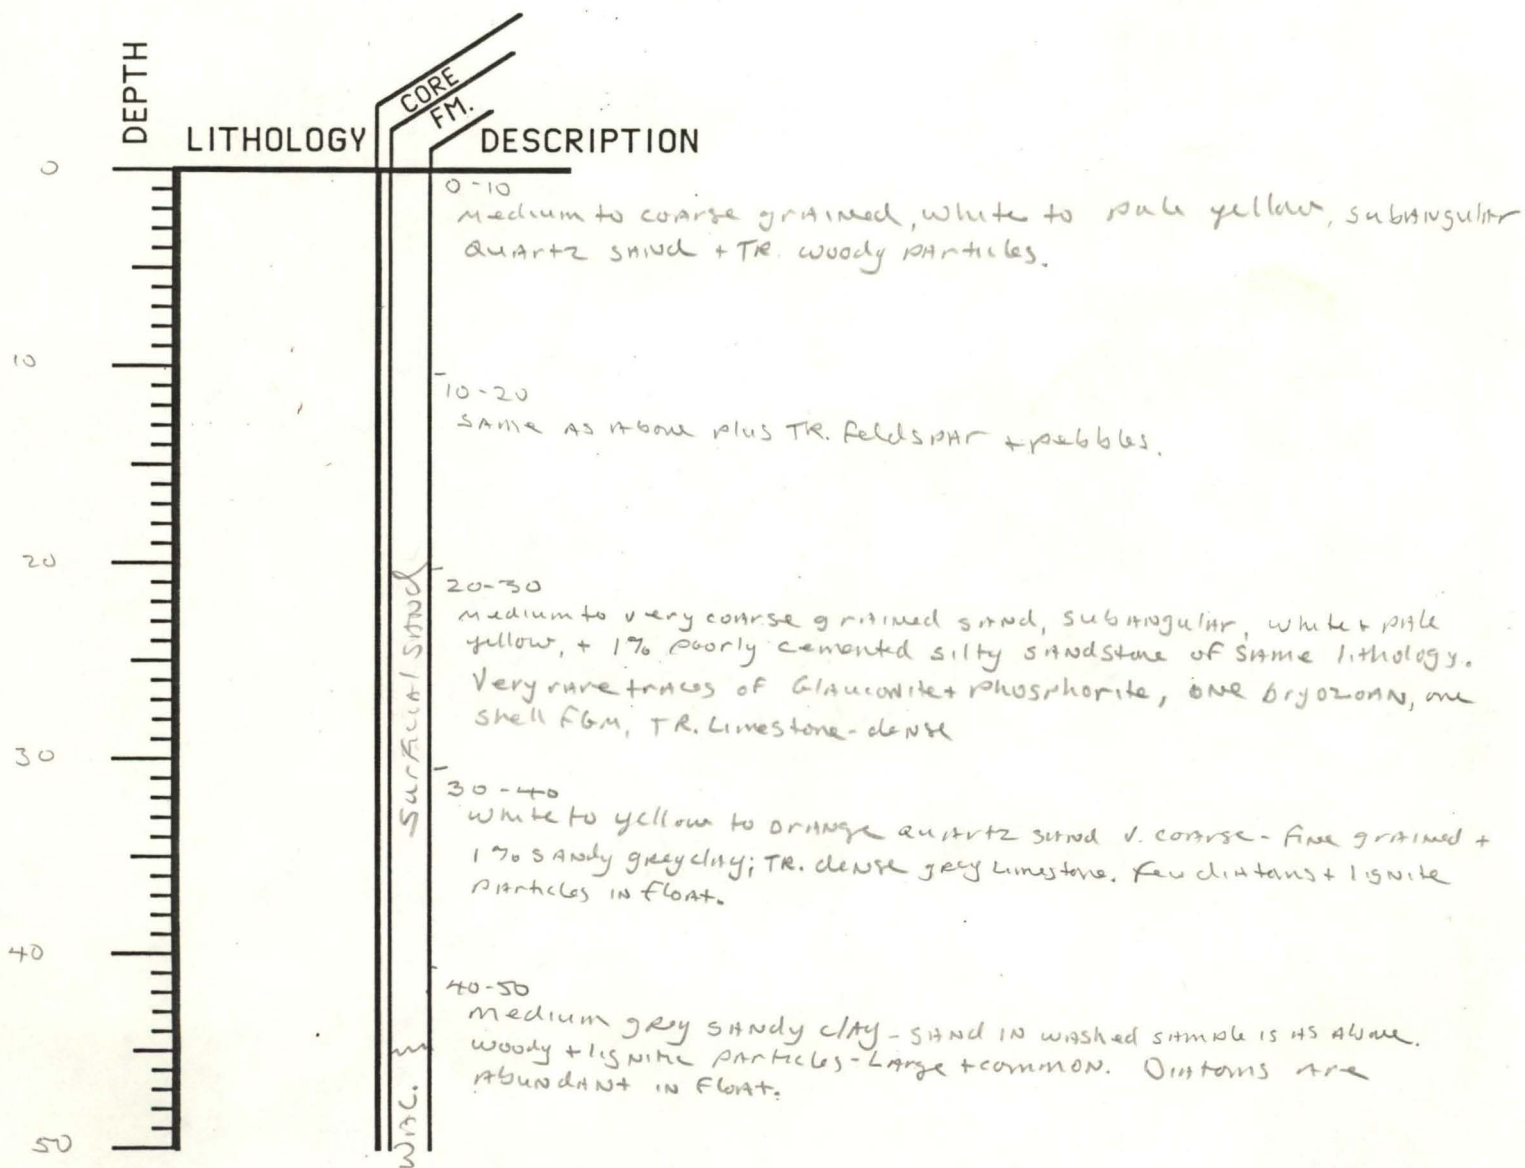 DEPTH
LITHOLOGY
CORE
FM.
DESCRIPTION
0
0-10
Medium to coarse grained, white to pale yellow, subangular
Quartz sand + TR. woody particles.
10
10-20
Same as above plus TR. feldspar + pebbles.
20
20-30
Medium to very coarse grained sand, subangular, white + pale
yellow, + 1% poorly cemented silty sandstone of same lithology.
Very rare traces of Glauconite + Phosphorite, one bryozoan, one
shell FGM, TR. Limestone-dense
Surficial Sand
30
30-40
White to yellow to orange quartz sand v. coarse-fine grained +
1% sandy grey clay; TR. dense grey limestone. Few diatoms + lignite
particles in float.
40
40-50
Medium grey sandy clay - sand in washed sample is as above.
woody + lignitic particles - Large + common. Diatoms are
abundant in float.
WAC.
50